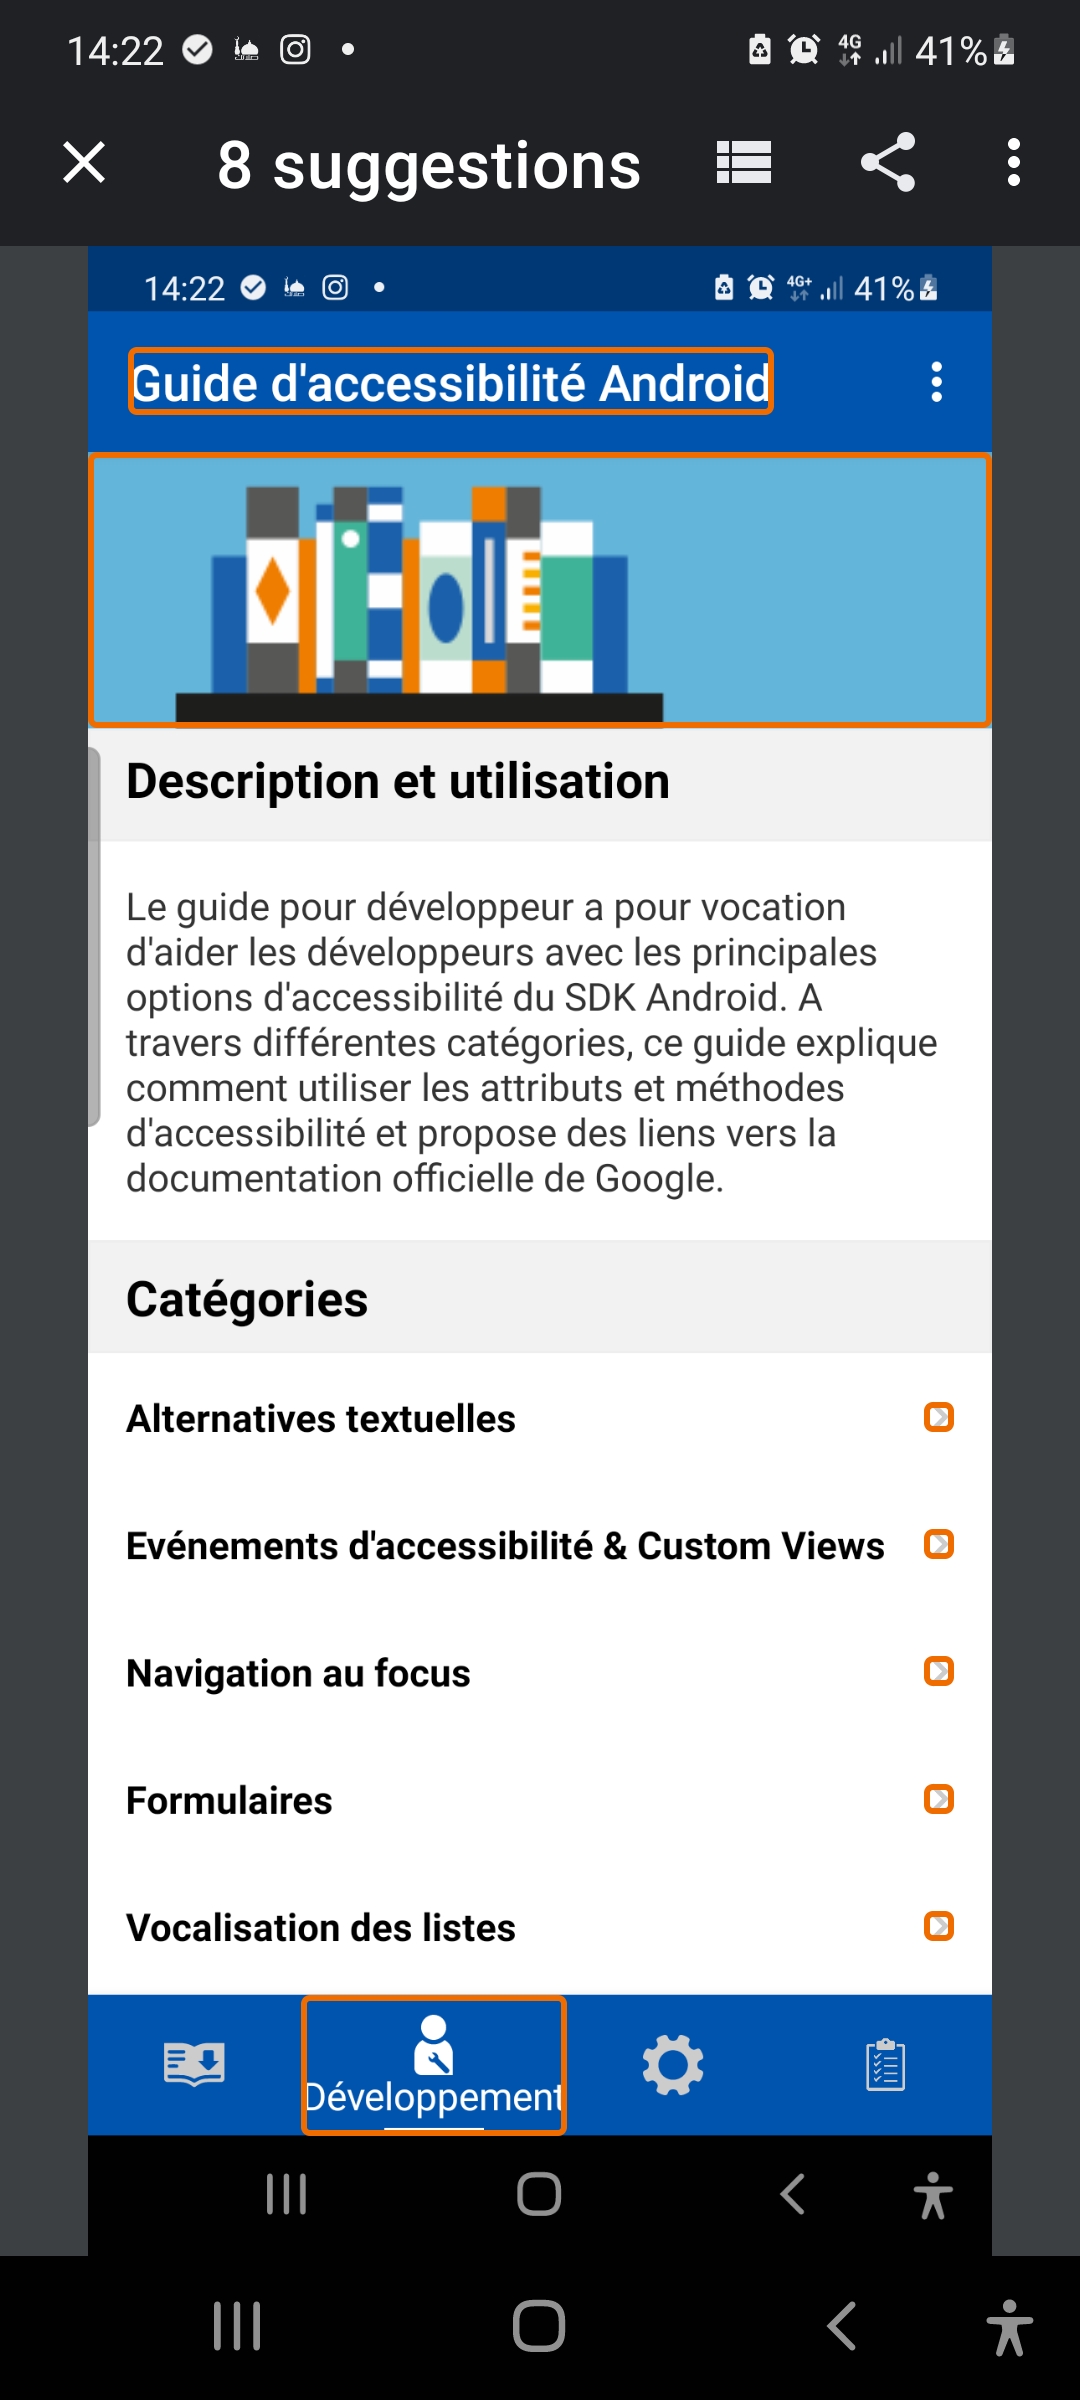 14:22
4G
41%
8 suggestions
14:22
4G+
41%
Guide d'accessibilité Android
Description et utilisation
Le guide pour développeur a pour vocation
d'aider les développeurs avec les principales
options d'accessibilité du SDK Android. A
travers différentes catégories, ce guide explique
comment utiliser les attributs et méthodes
d'accessibilité et propose des liens vers la
documentation officielle de Google.
Catégories
Alternatives textuelles
Evénements d'accessibilité & Custom Views
Navigation au focus
Formulaires
Vocalisation des listes
Développement